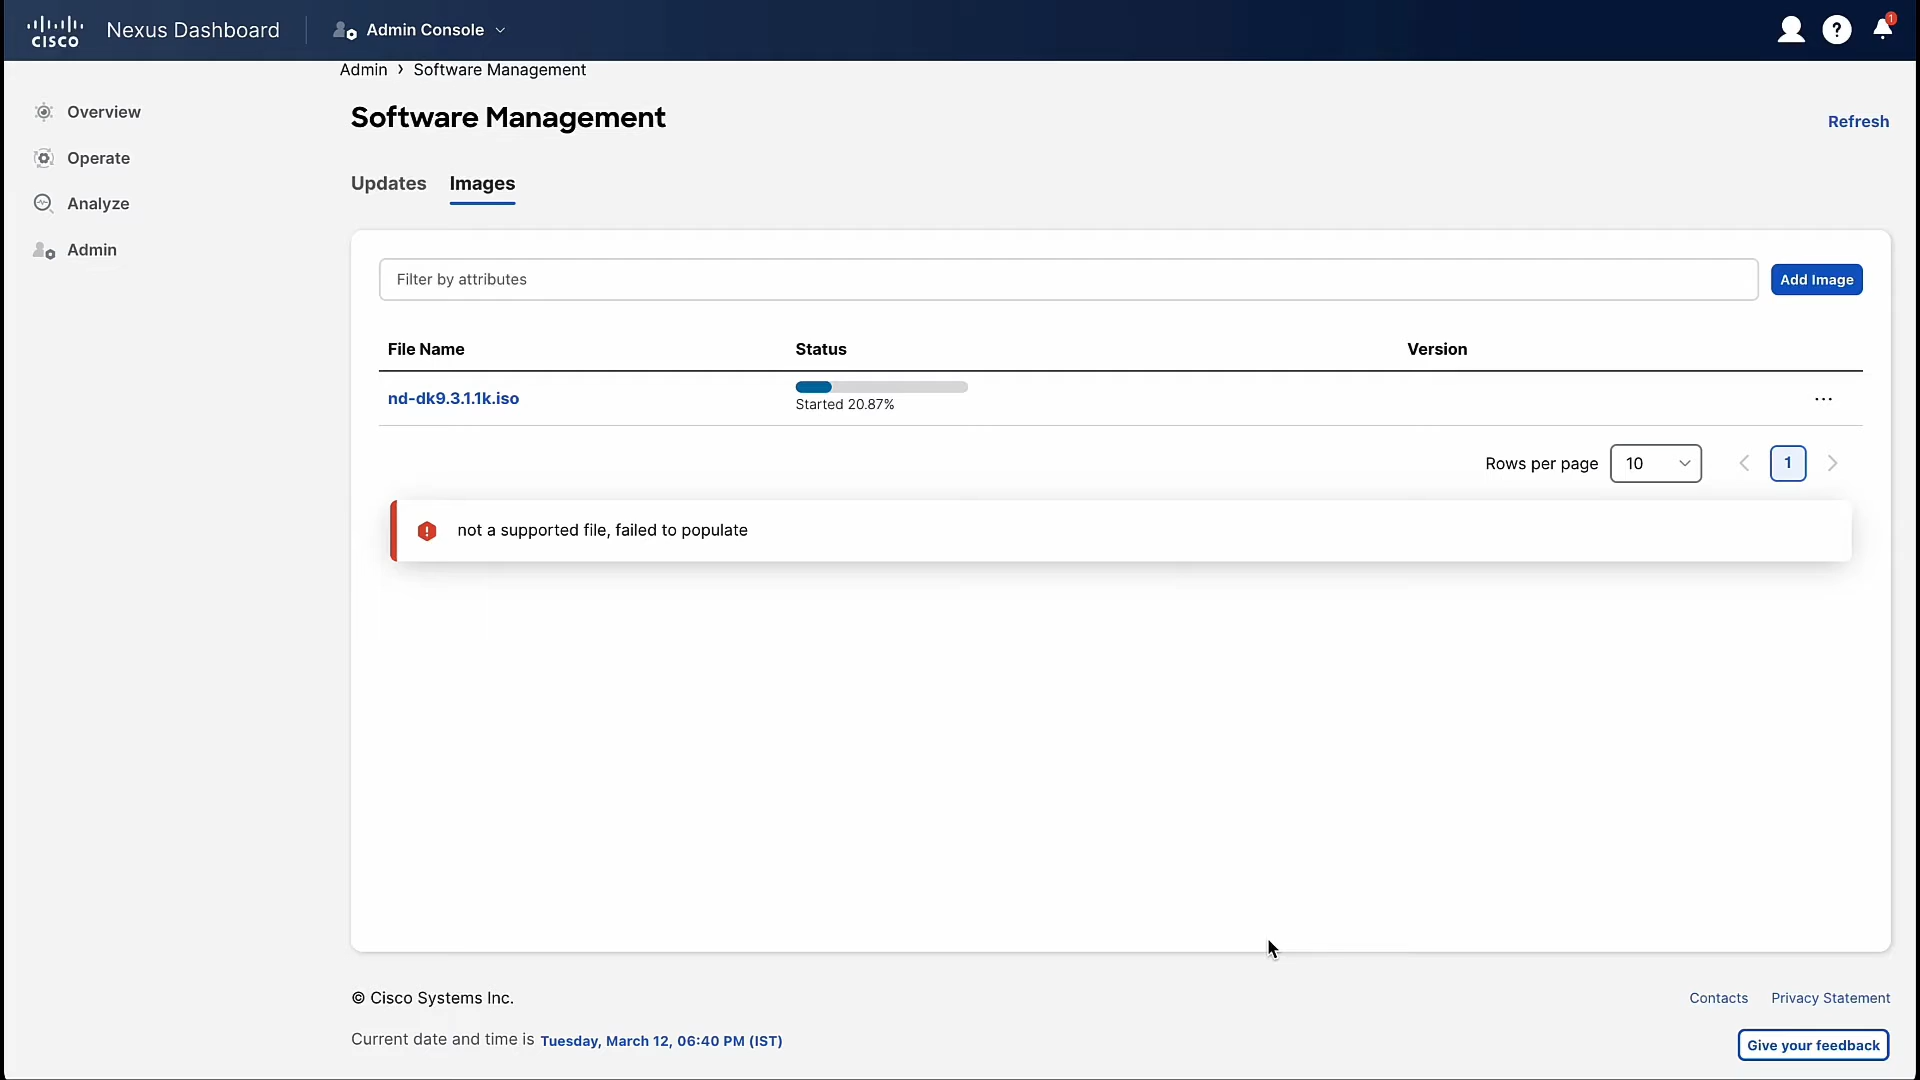 CISCO
Nexus Dashboard
Admin Console
?
1
Admin > Software Management
Overview
Operate
Analyze
Admin
Software Management
Refresh
Updates
Images
Filter by attributes
Add Image
File Name
Status
Version
nd-dk9.3.1.1k.iso
Started 20.87%
...
Rows per page
10
1
not a supported file, failed to populate
© Cisco Systems Inc.
Contacts
Privacy Statement
Current date and time is Tuesday, March 12, 06:40 PM (IST)
Give your feedback